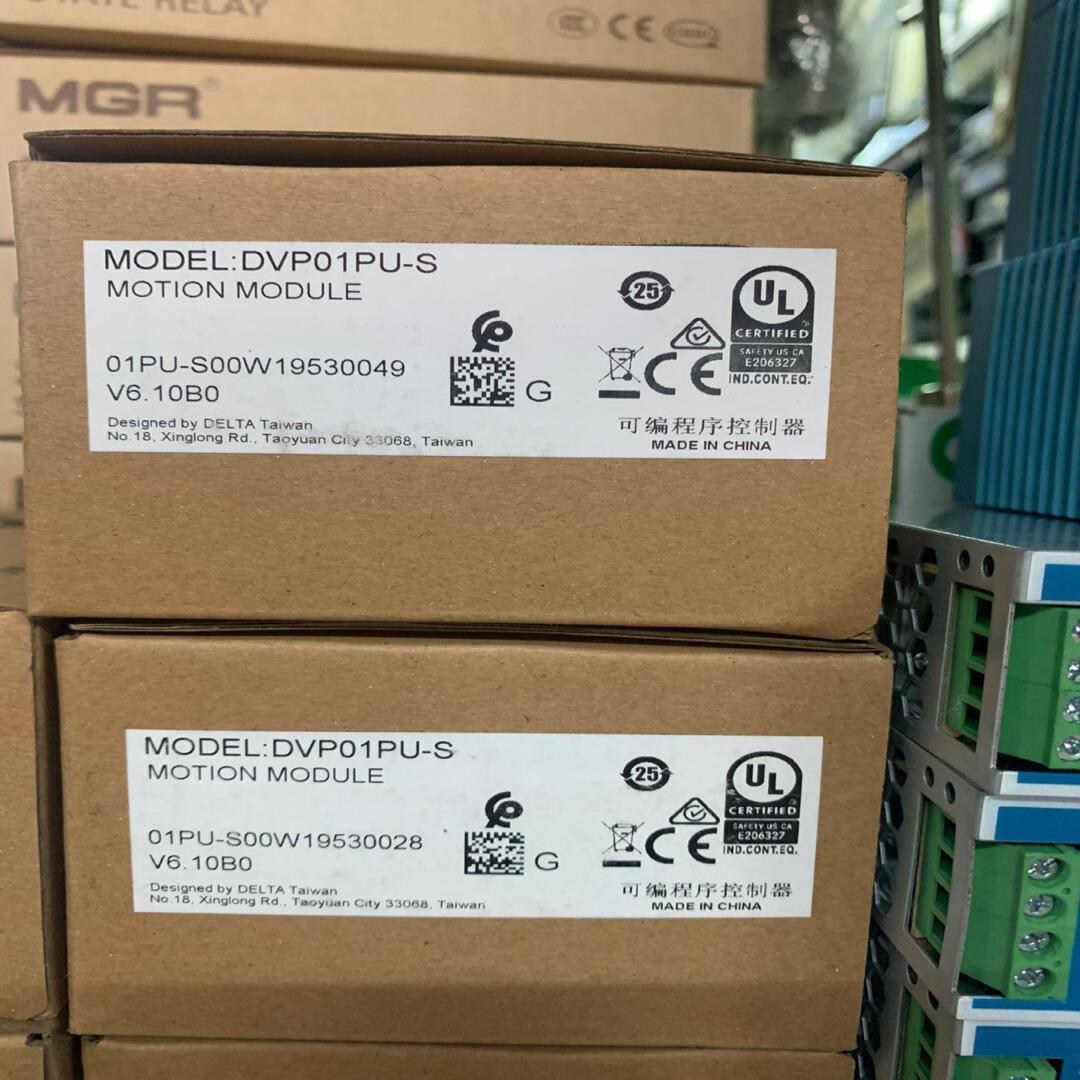 STATE RELAY
CCC CE
MGR®
MODEL:DVP01PU-S
MOTION MODULE
25
UL
CERTIFIED
SAFETY US CA
E206327
IND.CONT.EQ.
CE
01PU-S00W19530049
V6.10B0
G
Designed by DELTA Taiwan
No.18, Xinglong Rd., Taoyuan City 33068, Taiwan
可编程序控制器
MADE IN CHINA
MODEL:DVP01PU-S
MOTION MODULE
25
UL
CERTIFIED
SAFETY US CA
E206327
IND.CONT.EQ.
CE
01PU-S00W19530028
V6.10B0
G
Designed by DELTA Taiwan
No.18, Xinglong Rd., Taoyuan City 33068, Taiwan
可编程序控制器
MADE IN CHINA